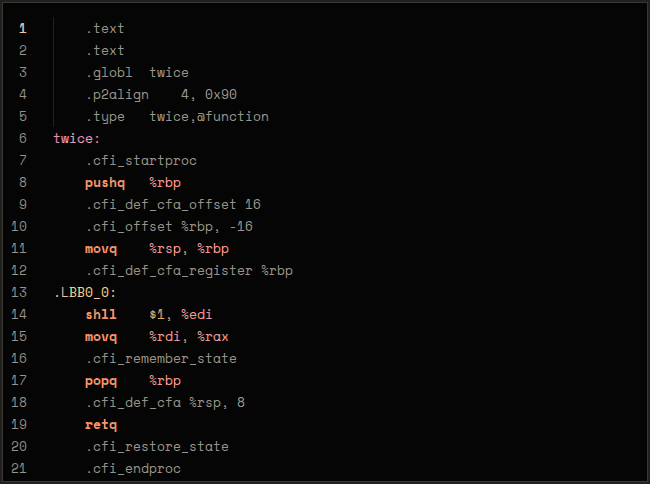 1 .text
2 .text
3 .globl twice
4 .p2align 4, 0x90
5 .type twice,@function
6 twice:
7 .cfi_startproc
8 pushq %rbp
9 .cfi_def_cfa_offset 16
10 .cfi_offset %rbp, -16
11 movq %rsp, %rbp
12 .cfi_def_cfa_register %rbp
13 .LBB0_0:
14 shll $1, %edi
15 movq %rdi, %rax
16 .cfi_remember_state
17 popq %rbp
18 .cfi_def_cfa %rsp, 8
19 retq
20 .cfi_restore_state
21 .cfi_endproc